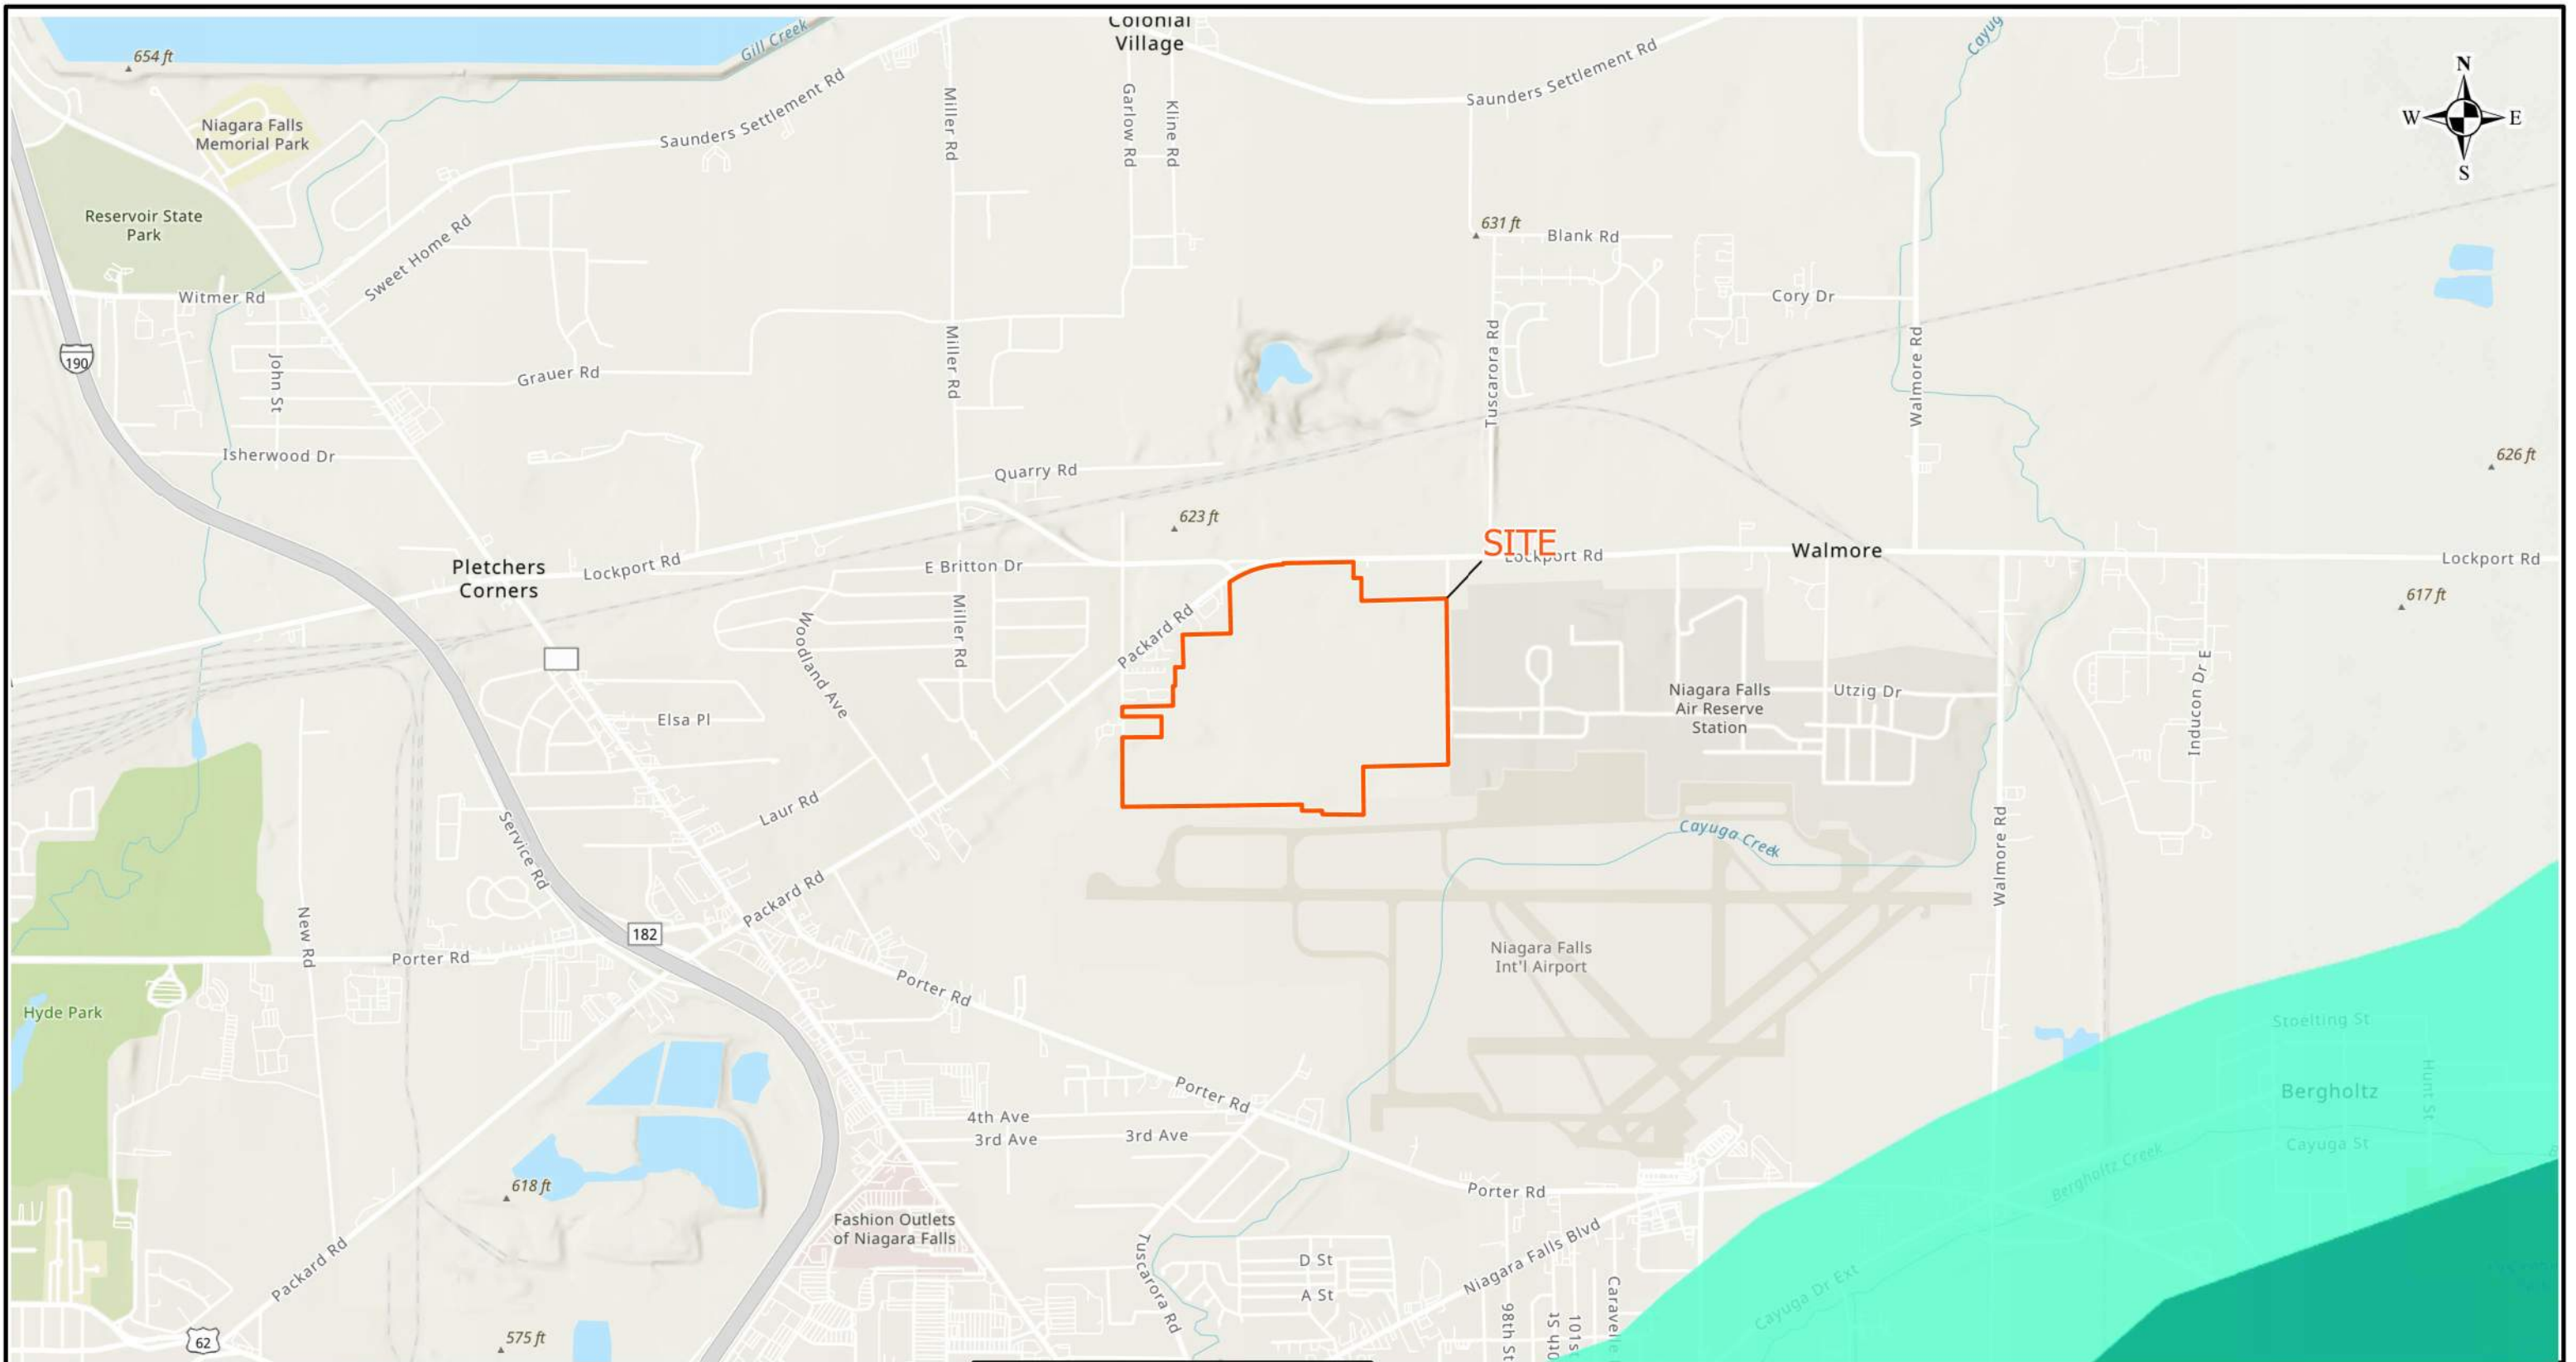 Colonial
Village
Gill Creek
Cayug
654 ft
N
W
E
S
Niagara Falls
Memorial Park
Saunders Settlement Rd
Saunders Settlement Rd
Miller Rd
Garlow Rd
Kline Rd
Reservoir State
Park
Sweet Home Rd
631 ft
Blank Rd
Witmer Rd
Cory Dr
190
John St
Grauer Rd
Miller Rd
Tuscarora Rd
Walmore Rd
Isherwood Dr
Quarry Rd
626 ft
623 ft
SITE
Lockport Rd
Walmore
Lockport Rd
Pletchers
Corners
Lockport Rd
E Britton Dr
617 ft
Woodland Ave
Miller Rd
Packard Rd
Niagara Falls
Air Reserve
Station
Utzig Dr
Inducon Dr E
Elsa Pl
Laur Rd
Service Rd
Cayuga Creek
Walmore Rd
Packard Rd
New Rd
182
Porter Rd
Niagara Falls
Int'l Airport
Porter Rd
Hyde Park
Stoelting St
Hunt St
Bergholtz
Porter Rd
4th Ave
3rd Ave
3rd Ave
Cayuga St
Bergholtz Creek
618 ft
Porter Rd
Fashion Outlets
of Niagara Falls
Tuscarora Rd
D St
Niagara Falls Blvd
Packard Rd
A St
Cayuga Dr Ext
98th St
Caravelle
62
575 ft